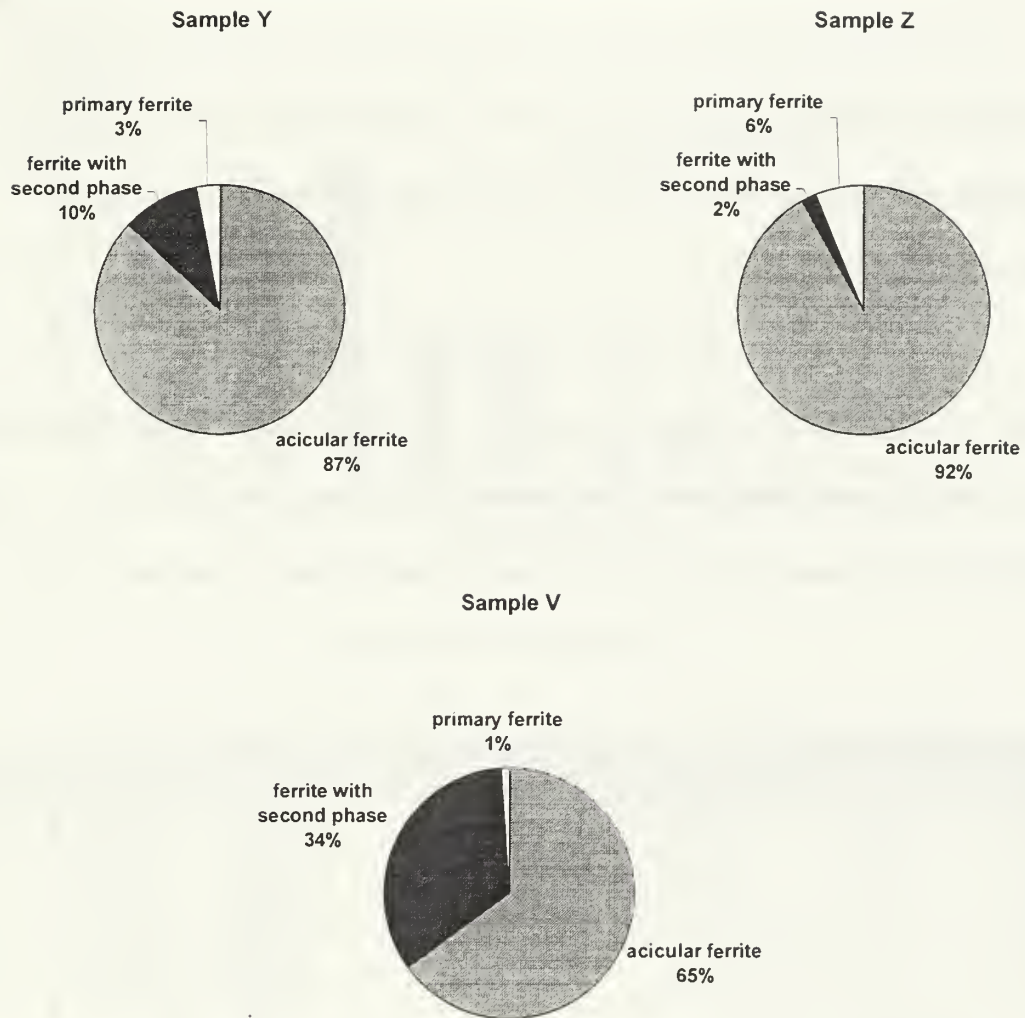 Sample Y
primary ferrite
3%
ferrite with
second phase
10%
acicular ferrite
87%
Sample Z
primary ferrite
6%
ferrite with
second phase
2%
acicular ferrite
92%
Sample V
primary ferrite
1%
ferrite with
second phase
34%
acicular ferrite
65%